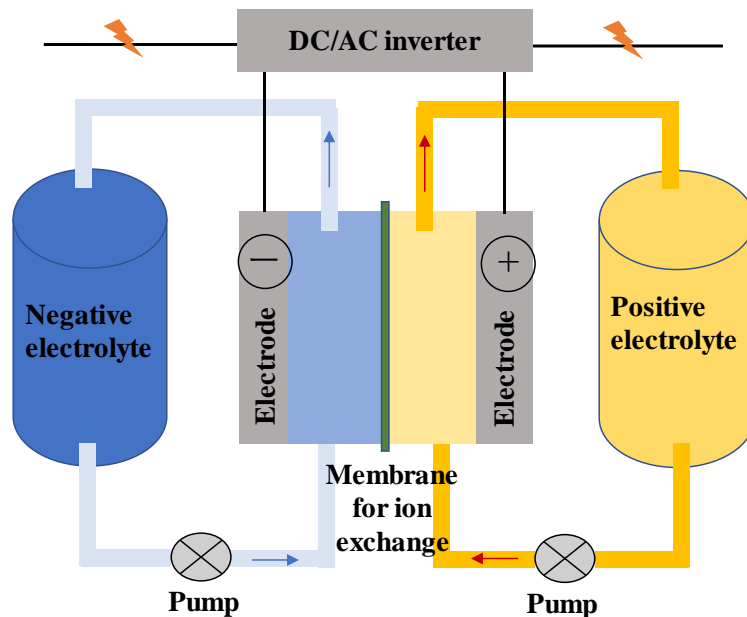 DC/AC inverter
Negative
electrolyte
Electrode
−
+
Electrode
Positive
electrolyte
Membrane
for ion
exchange
Pump
Pump